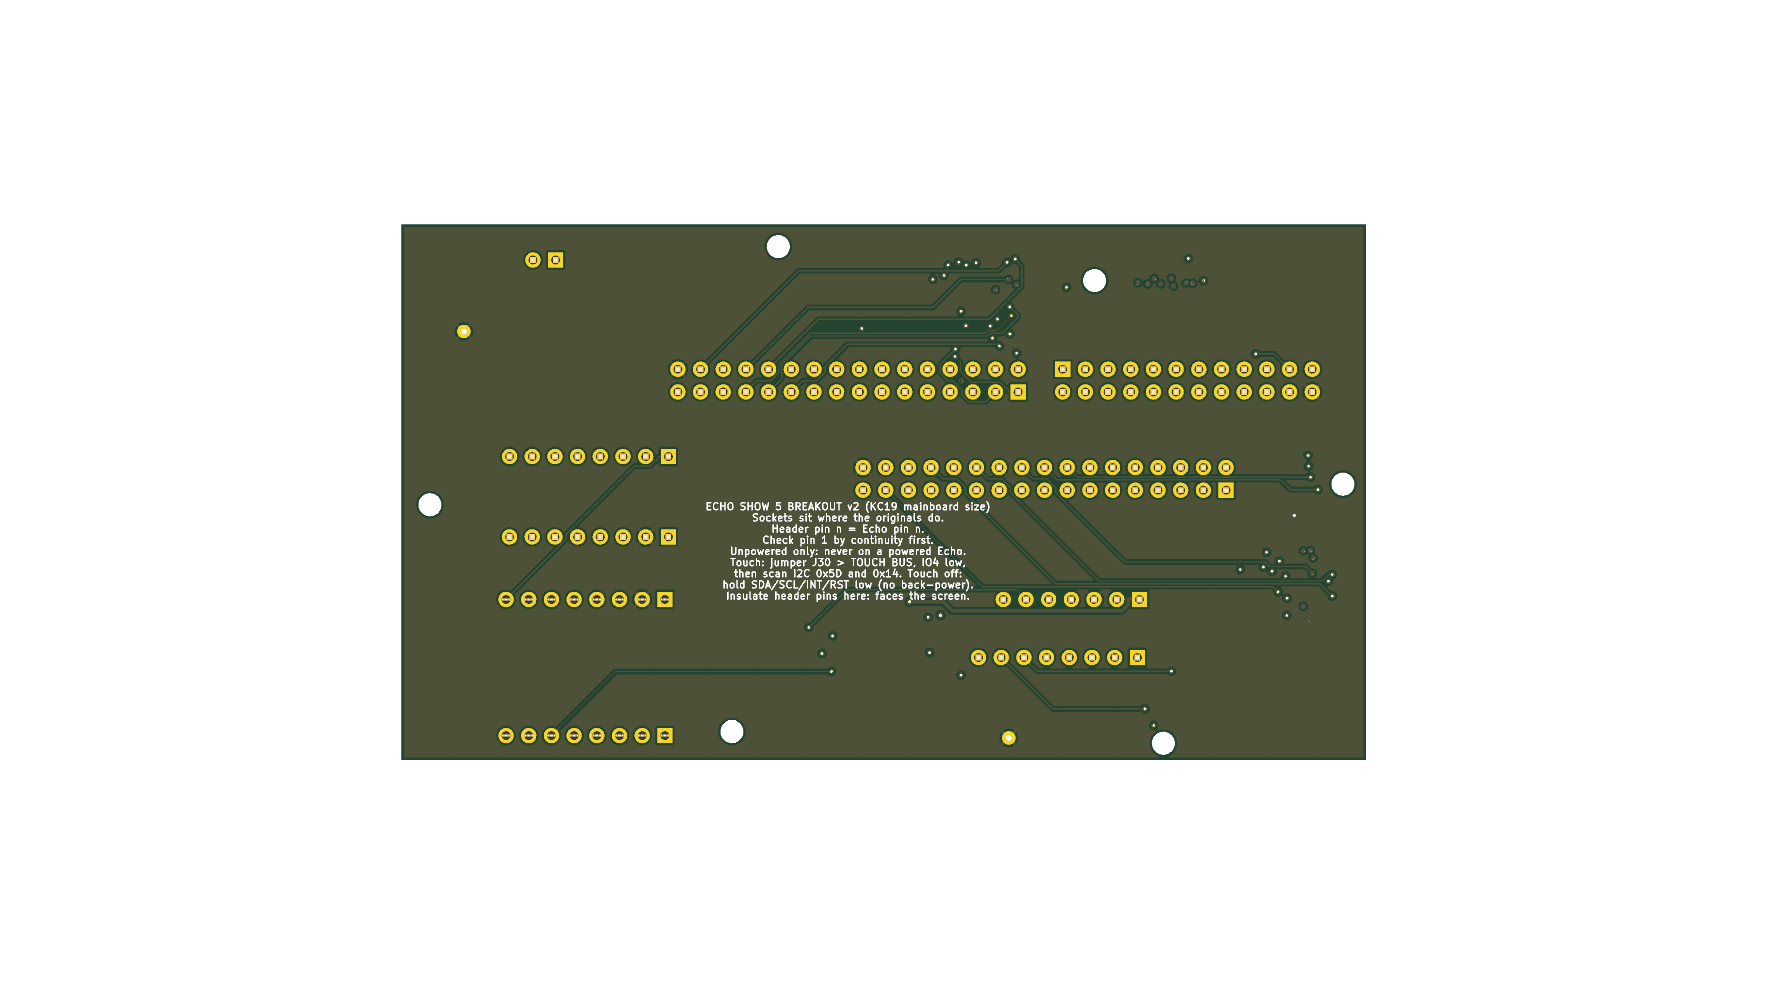 ECHO SHOW 5 BREAKOUT v2 (KC19 mainboard size)
Sockets sit where the originals do.
Header pin n = Echo pin n.
Check pin 1 by continuity first.
Unpowered only: never on a powered Echo.
Touch: jumper J30 > TOUCH BUS, IO4 low,
then scan I2C 0x5D and 0x14. Touch off:
hold SDA/SCL/INT/RST low (no back-power).
Insulate header pins here: faces the screen.